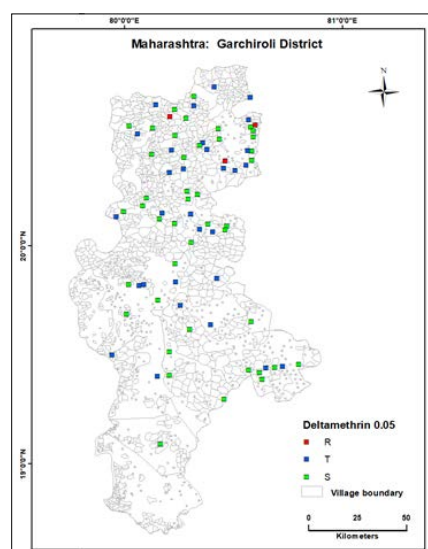 80°0'0"E
81°0'0"E
Maharashtra: Garchiroli District
N
20°0'0"N
19°0'0"N
Deltamethrin 0.05
R
T
S
Village boundary
0
25
50
Kilometers